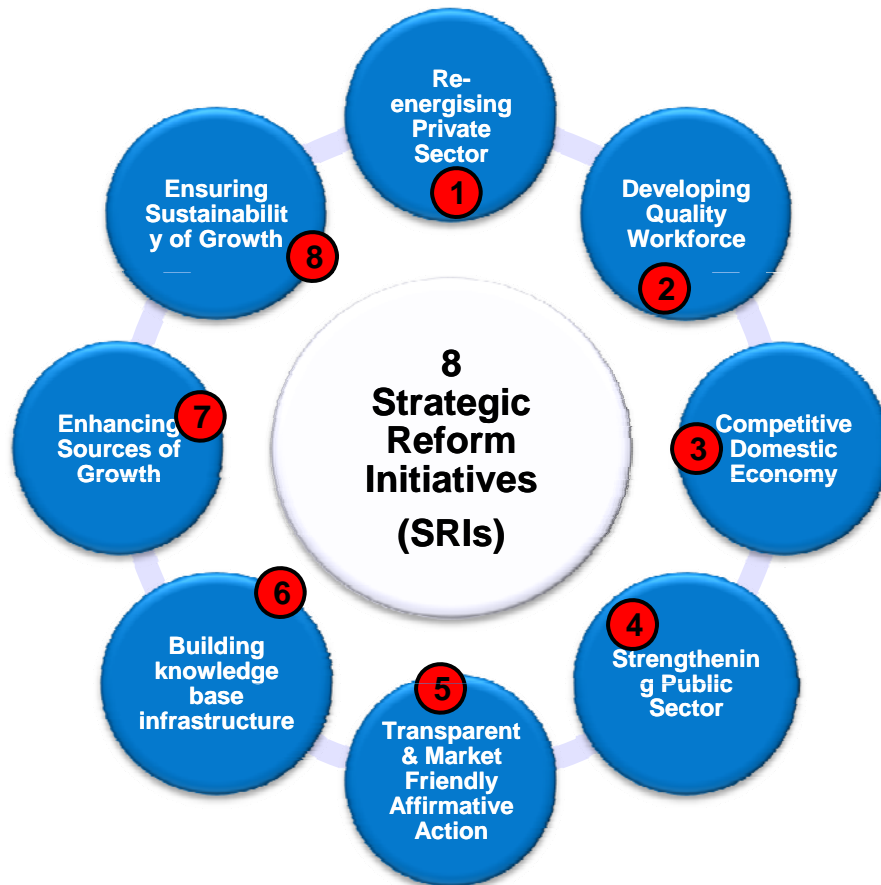 8
Strategic
Reform
Initiatives
(SRIs)
Re-
energising
Private
Sector
1
Developing
Quality
Workforce
2
Competitive
Domestic
Economy
3
Strengthenin
g Public
Sector
4
Transparent
& Market
Friendly
Affirmative
Action
5
Building
knowledge
base
infrastructure
6
Enhancing
Sources of
Growth
7
Ensuring
Sustainabilit
y of Growth
8